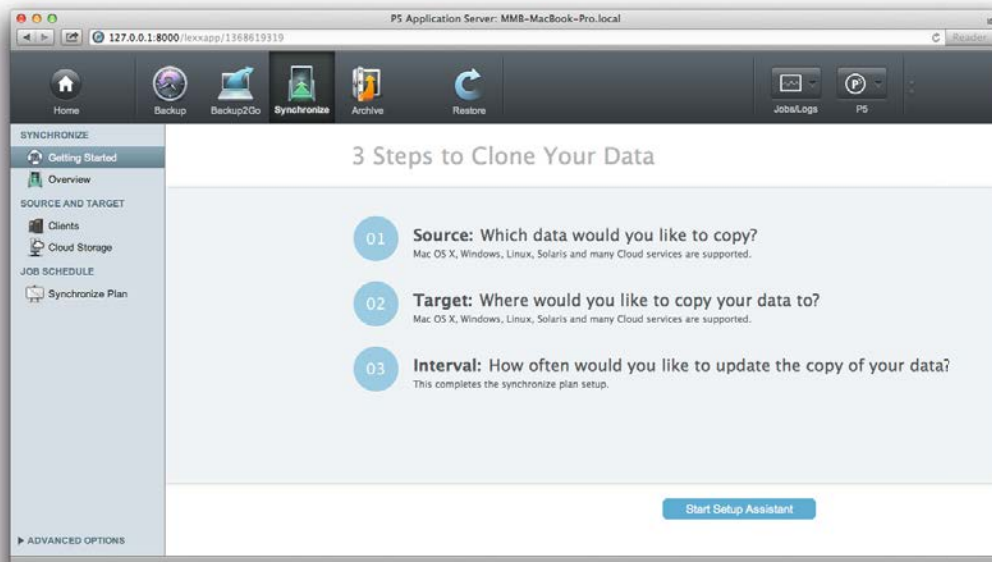 P5 Application Server: MMB-MacBook-Pro.local
127.0.0.1:8000/lexxapp/1368619319
Reader
Home
Backup
Backup2Go
Synchronize
Archive
Restore
Jobs/Logs
P5
SYNCHRONIZE
Getting Started
Overview
SOURCE AND TARGET
Clients
Cloud Storage
JOB SCHEDULE
Synchronize Plan
ADVANCED OPTIONS
3 Steps to Clone Your Data
01
Source: Which data would you like to copy?
Mac OS X, Windows, Linux, Solaris and many Cloud services are supported.
02
Target: Where would you like to copy your data to?
Mac OS X, Windows, Linux, Solaris and many Cloud services are supported.
03
Interval: How often would you like to update the copy of your data?
This completes the synchronize plan setup.
Start Setup Assistant